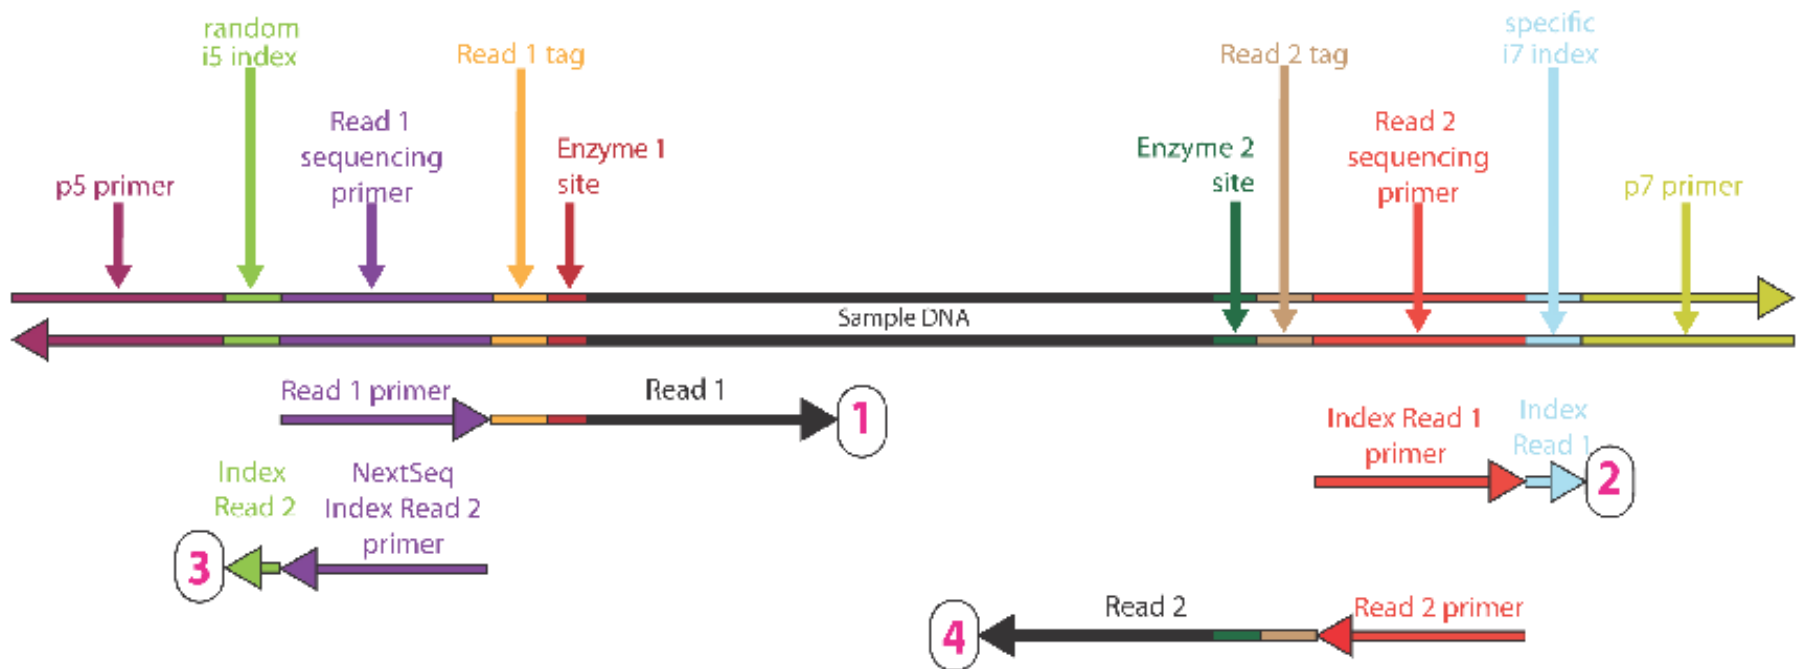 random
i5 index
Read 1 tag
Read 2 tag
specific
i7 index
Read 1
sequencing
primer
Enzyme 1
site
Enzyme 2
site
Read 2
sequencing
primer
p5 primer
p7 primer
Sample DNA
Read 1 primer
Read 1
1
Index Read 1
primer
Index
Read 1
2
Index
Read 2
NextSeq
Index Read 2
primer
3
Read 2
Read 2 primer
4